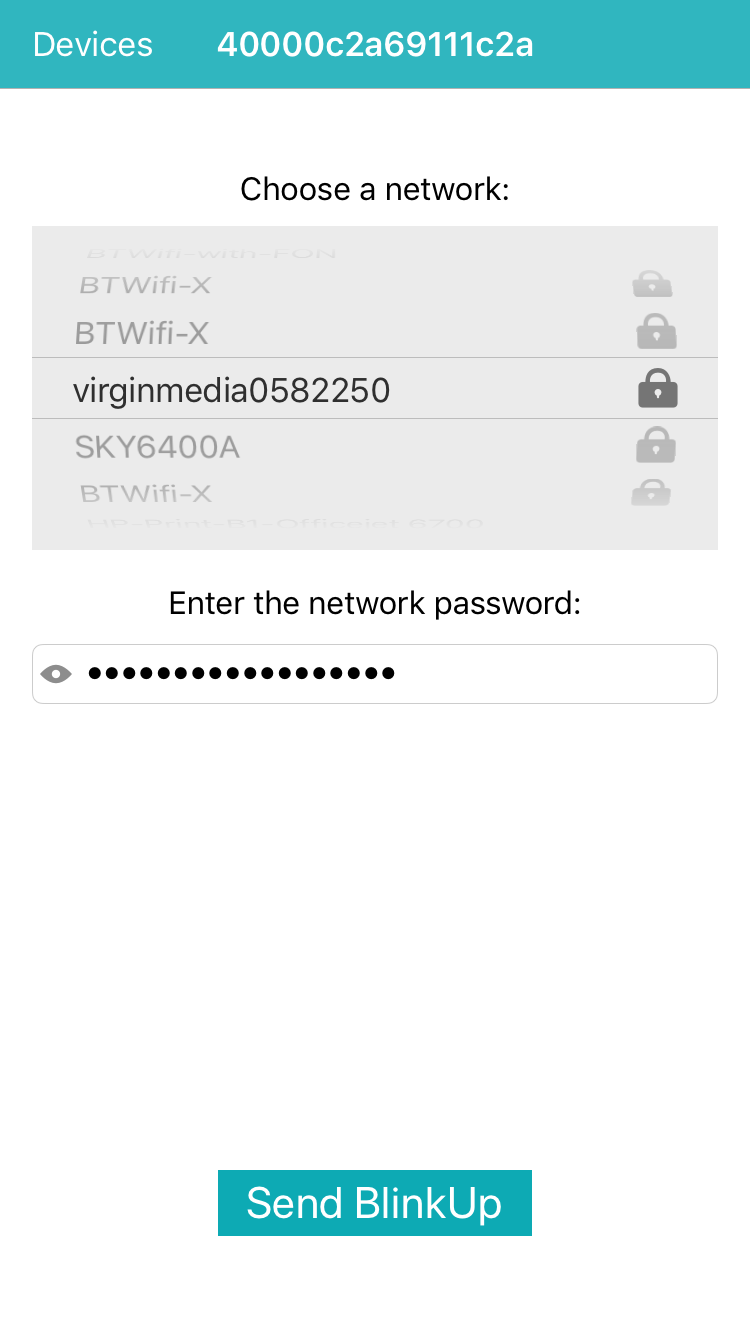 Devices 40000c2a69111c2a
Choose a network:
BTWifi-with-FON
BTWifi-X
BTWifi-X
virginmedia0582250
SKY6400A
BTWifi-X
HP-Print-B1-Officejet 6700
Enter the network password:
••••••••••••••••••
Send BlinkUp